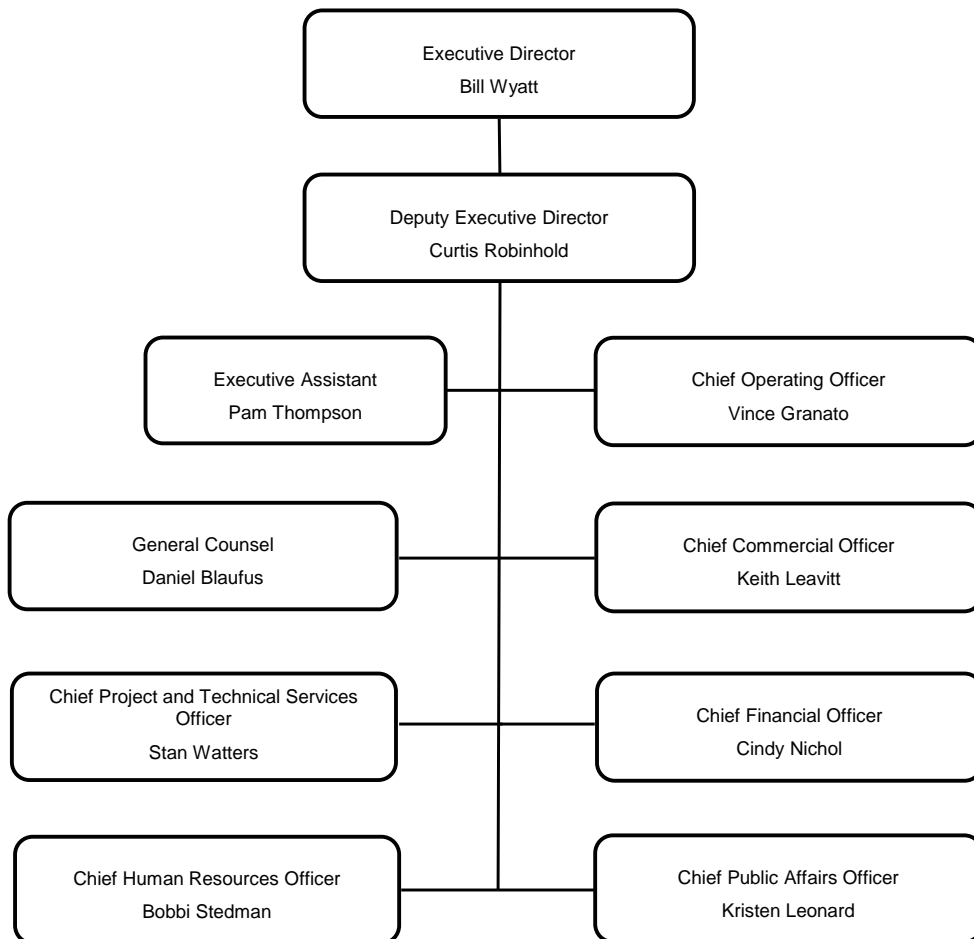 Executive Director
Bill Wyatt
Deputy Executive Director
Curtis Robinhold
Executive Assistant
Pam Thompson
Chief Operating Officer
Vince Granato
General Counsel
Daniel Blaufus
Chief Commercial Officer
Keith Leavitt
Chief Project and Technical Services
Officer
Stan Watters
Chief Financial Officer
Cindy Nichol
Chief Human Resources Officer
Bobbi Stedman
Chief Public Affairs Officer
Kristen Leonard